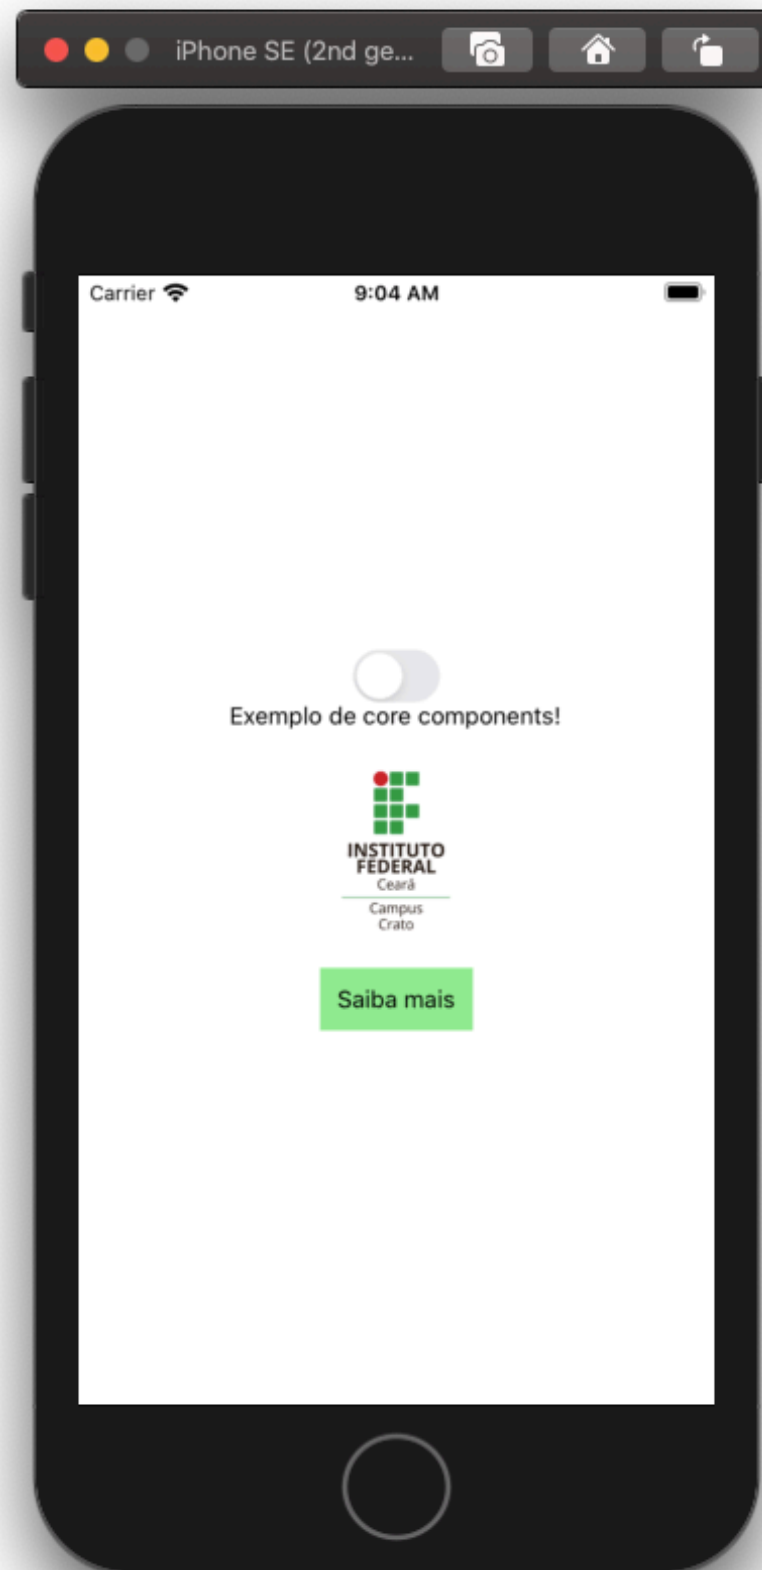 iPhone SE (2nd ge...
Carrier 9:04 AM
Exemplo de core components!
INSTITUTO
FEDERAL
Ceará
Campus
Crato
Saiba mais